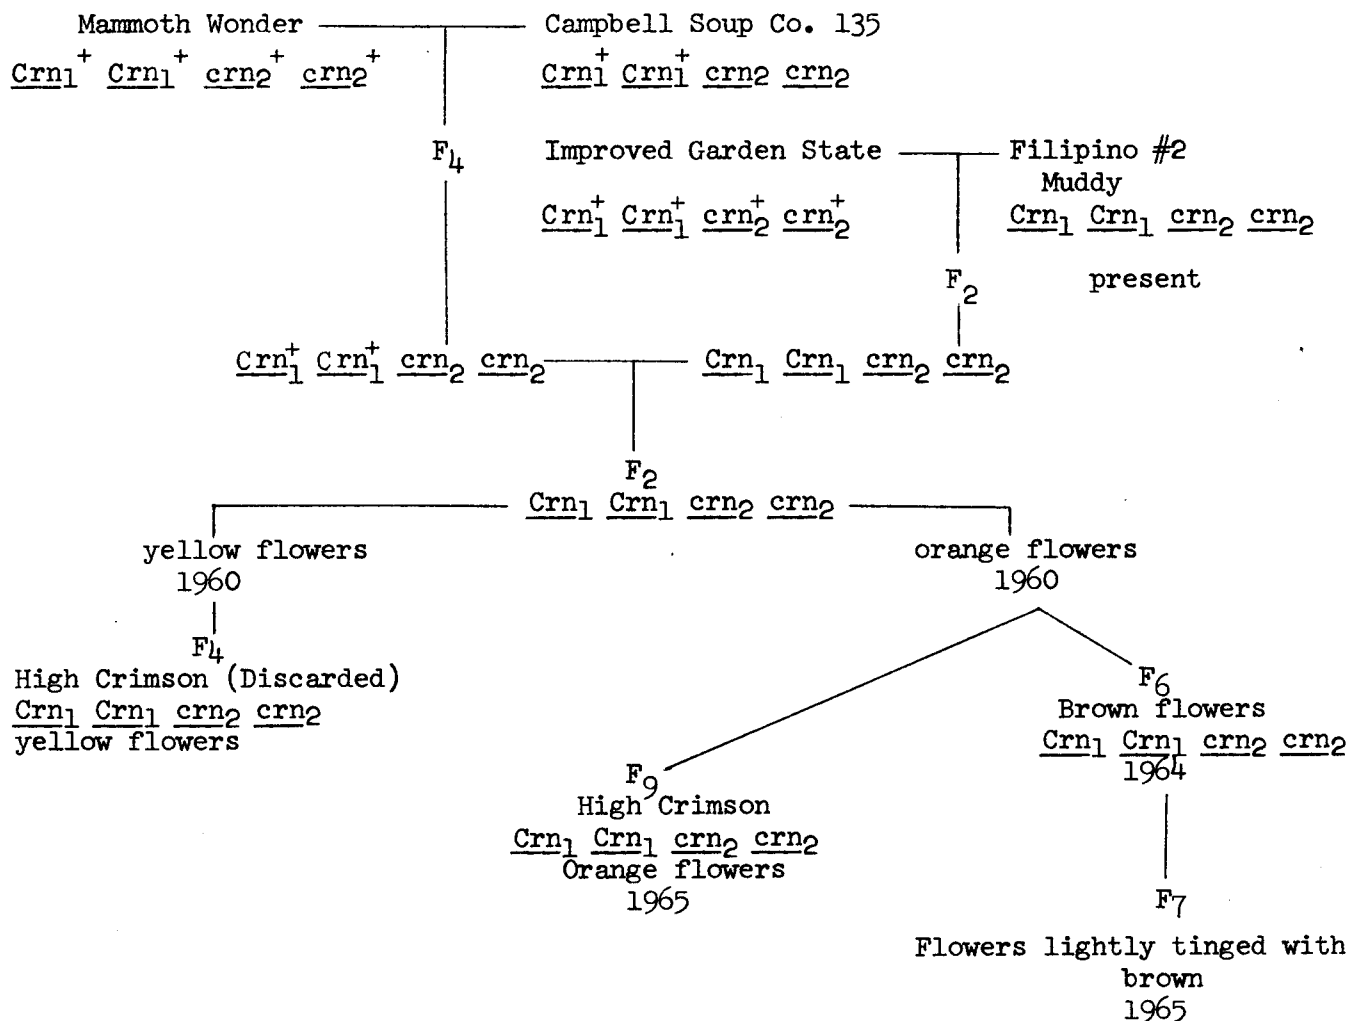 Mammoth Wonder Campbell Soup Co. 135
Crn₁⁺ Crn₁⁺ crn₂⁺ crn₂⁺ Crn₁⁺ Crn₁⁺ crn₂ crn₂
F₄ Improved Garden State Filipino #2
Muddy
Crn₁⁺ Crn₁⁺ crn₂⁺ crn₂⁺ Crn₁ Crn₁ crn₂ crn₂
F₂ present
Crn₁⁺ Crn₁⁺ crn₂ crn₂ Crn₁ Crn₁ crn₂ crn₂
F₂
Crn₁ Crn₁ crn₂ crn₂
yellow flowers orange flowers
1960 1960
F₄
High Crimson (Discarded)
Crn₁ Crn₁ crn₂ crn₂
yellow flowers
F₆
Brown flowers
Crn₁ Crn₁ crn₂ crn₂
1964
F₉
High Crimson
Crn₁ Crn₁ crn₂ crn₂
Orange flowers
1965
F₇
Flowers lightly tinged with
brown
1965